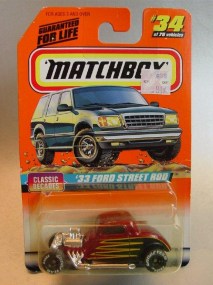 GUARANTEED
FOR LIFE
#34
of 75 vehicles
MATCHBOX
CLASSIC
DECADES
'33 FORD STREET ROD